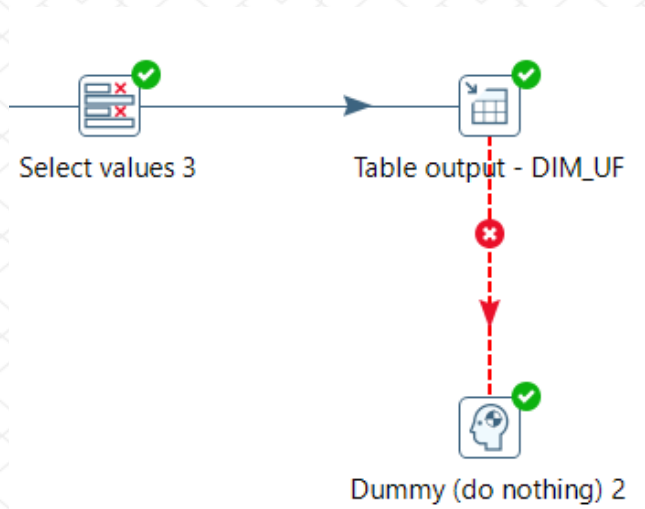 Select values 3
Table output - DIM_UF
Dummy (do nothing) 2